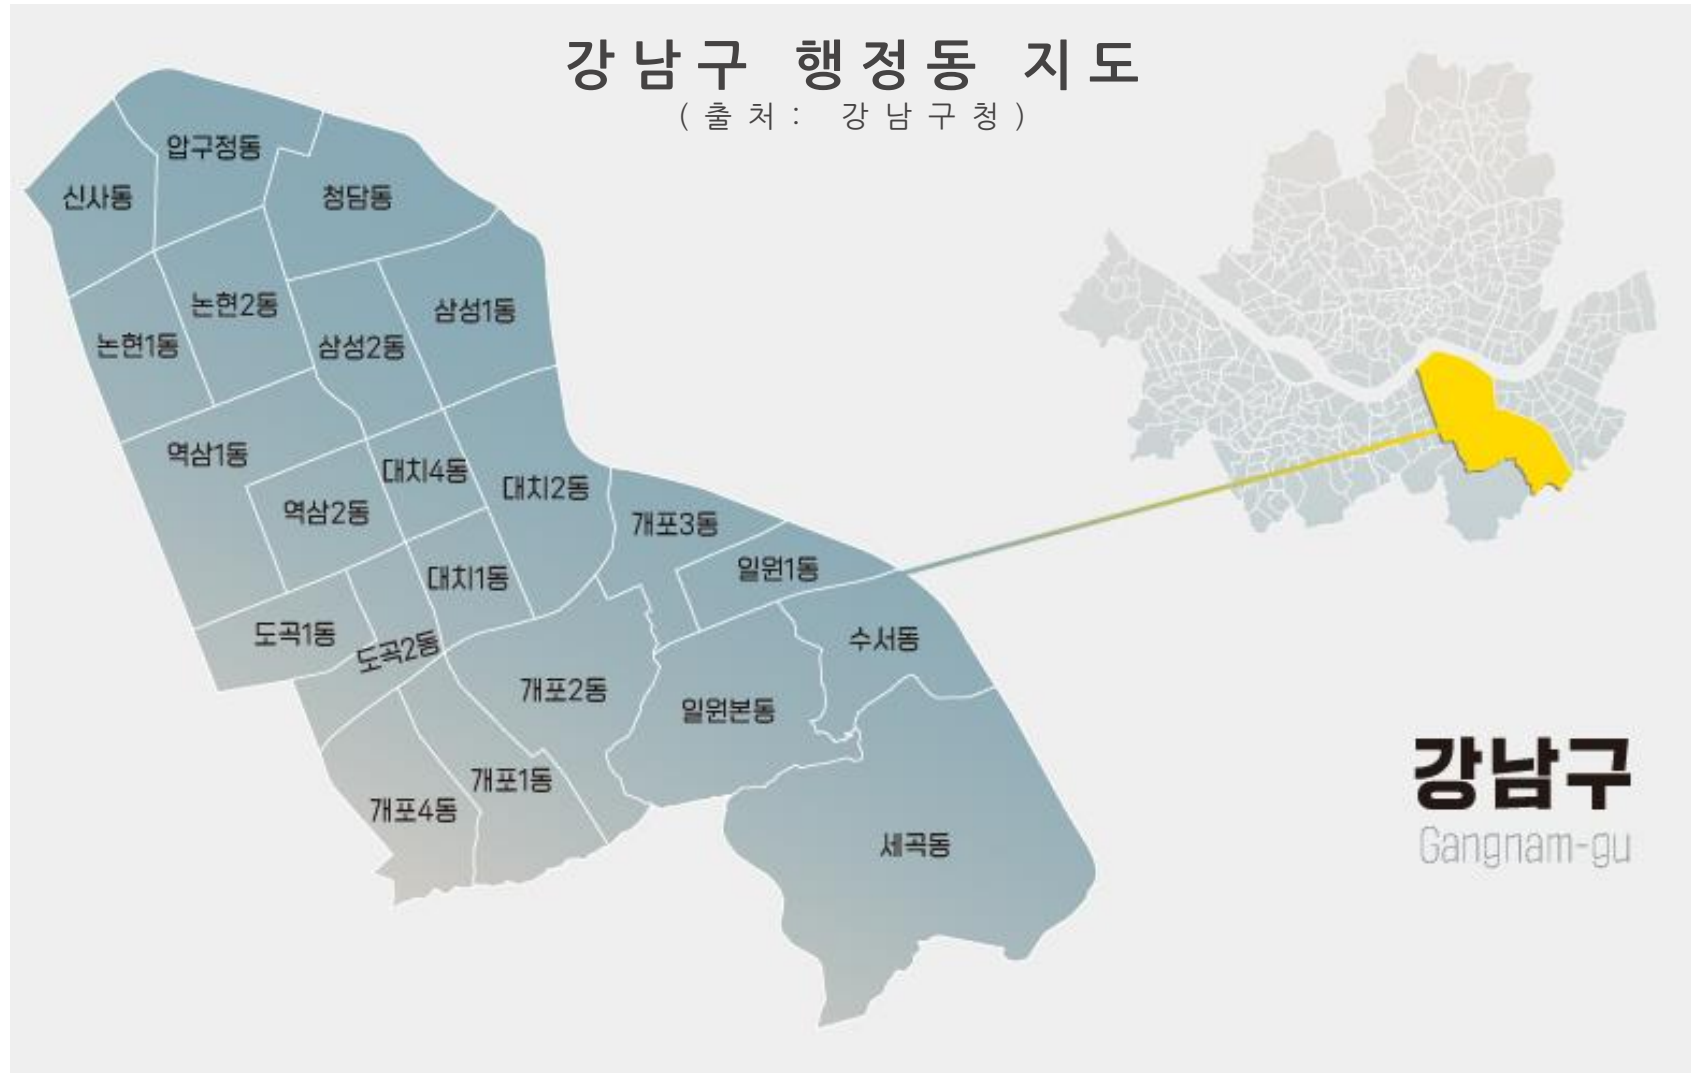 강남구 행정동 지도
(출처: 강남구청)
압구정동
신사동
청담동
논현2동
삼성1동
논현1동
삼성2동
역삼1동
대치4동
대치2동
역삼2동
개포3동
일원1동
대치1동
도곡1동
도곡2동
수서동
개포2동
일원본동
개포1동
개포4동
세곡동
강남구
Gangnam-gu